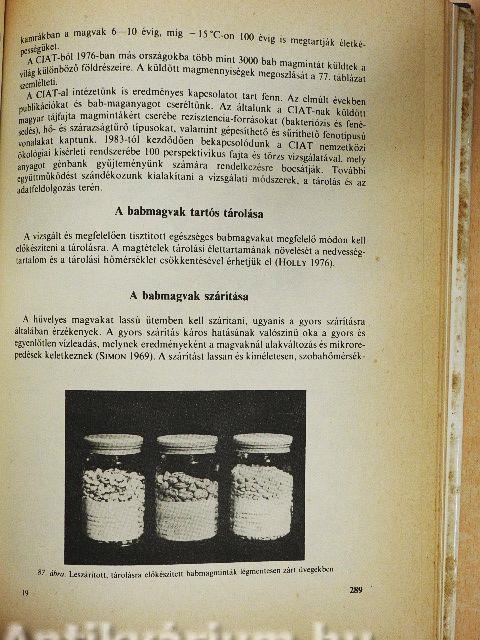 kamrákban a magvak 6—10 évig, míg −15 °C-on 100 évig is megtartják életké-
pességüket.
A CIAT-ból 1976-ban más országokba több mint 3000 bab magmintát küldtek a
világ különböző földrészeire. A küldött magmennyiségek megoszlását a 77. táblázat
szemlélteti.
A CIAT-al intézetünk is eredményes kapcsolatot tart fenn. Az elmúlt években
publikációkat és bab-maganyagot cseréltünk. Az általunk a CIAT-nak küldött
magyar tájfajta magmintákért cserébe rezisztencia-forrásokat (bakteriózis és fené-
sedés), hő- és szárazságtűrő típusokat, valamint gépesíthető és sűríthető fenotípusú
vonalakat kaptunk. 1983-tól kezdődően bekapcsolódunk a CIAT nemzetközi
ökológiai kísérleti rendszerébe 100 perspektivikus fajta és törzs vizsgálatával, mely
anyagot génbank gyűjteményünk számára rendelkezésre bocsátják. További
együttműködést szándékozunk kialakítani a vizsgálati módszerek, a tárolás és az
adatfeldolgozás terén.
A babmagvak tartós tárolása
A vizsgált és megfelelően tisztított egészséges babmagvakat megfelelő módon kell
előkészíteni a tárolásra. A magtételek tárolási élettartamának növelését a nedvesség-
tartalom és a tárolási hőmérséklet csökkentésével érhetjük el (HOLLY 1976).
A babmagvak szárítása
A hüvelyes magvakat lassú ütemben kell szárítani, ugyanis a gyors szárításra
általában érzékenyek. A gyors szárítás káros hatásának valószínű oka a gyors és
egyenlőtlen vízleadás, melynek eredményeként a magvaknál alakváltozás és mikrore-
pedések keletkeznek (SIMON 1969). A szárítást lassan és kíméletesen, szobahőmérsék-
87. ábra. Leszárított, tárolásra előkészített babmagminták légmentesen zárt üvegekben
19
289
Antikvárium.hu